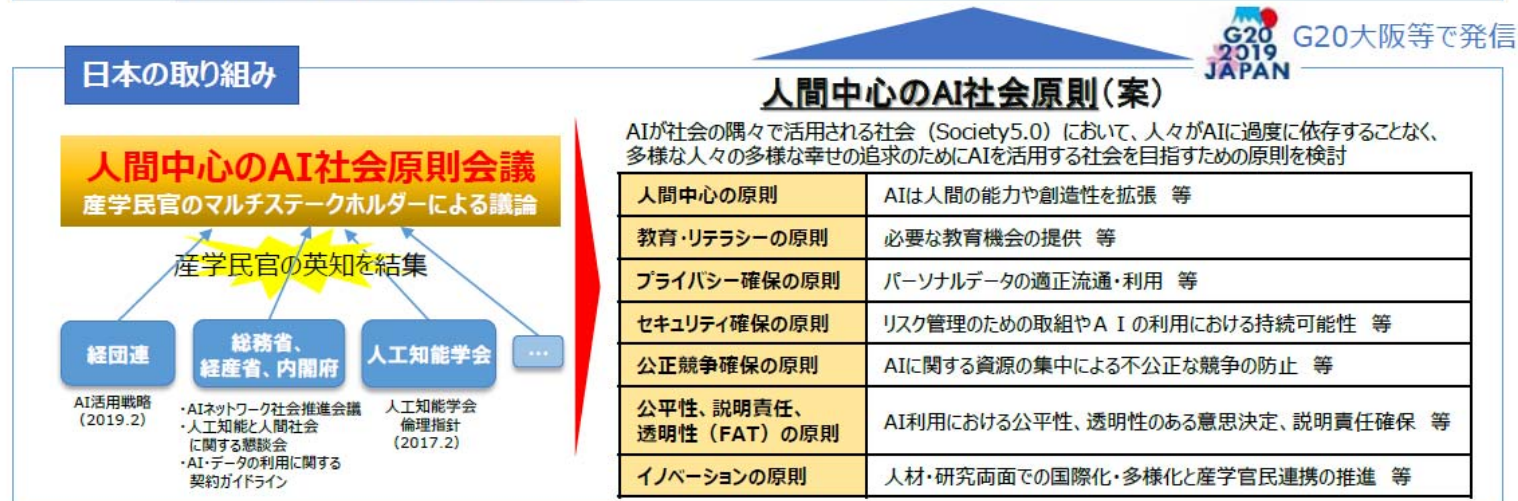 G20
2019
JAPAN
G20大阪等で発信
日本の取り組み
人間中心のAI社会原則会議
産学民官のマルチステークホルダーによる議論
産学民官の英知を結集
経団連
総務省、
経産省、内閣府
人工知能学会
…
AI活用戦略
(2019.2)
・AIネットワーク社会推進会議
・人工知能と人間社会
に関する懇談会
・AI・データの利用に関する
契約ガイドライン
人工知能学会
倫理指針
(2017.2)
人間中心のAI社会原則(案)
AIが社会の隅々で活用される社会(Society5.0)において、人々がAIに過度に依存することなく、
多様な人々の多様な幸せの追求のためにAIを活用する社会を目指すための原則を検討
人間中心の原則 AIは人間の能力や創造性を拡張 等
教育・リテラシーの原則 必要な教育機会の提供 等
プライバシー確保の原則 パーソナルデータの適正流通・利用 等
セキュリティ確保の原則 リスク管理のための取組やAIの利用における持続可能性 等
公正競争確保の原則 AIに関する資源の集中による不公正な競争の防止 等
公平性、説明責任、
透明性(FAT)の原則 AI利用における公平性、透明性のある意思決定、説明責任確保 等
イノベーションの原則 人材・研究両面での国際化・多様化と産学官民連携の推進 等